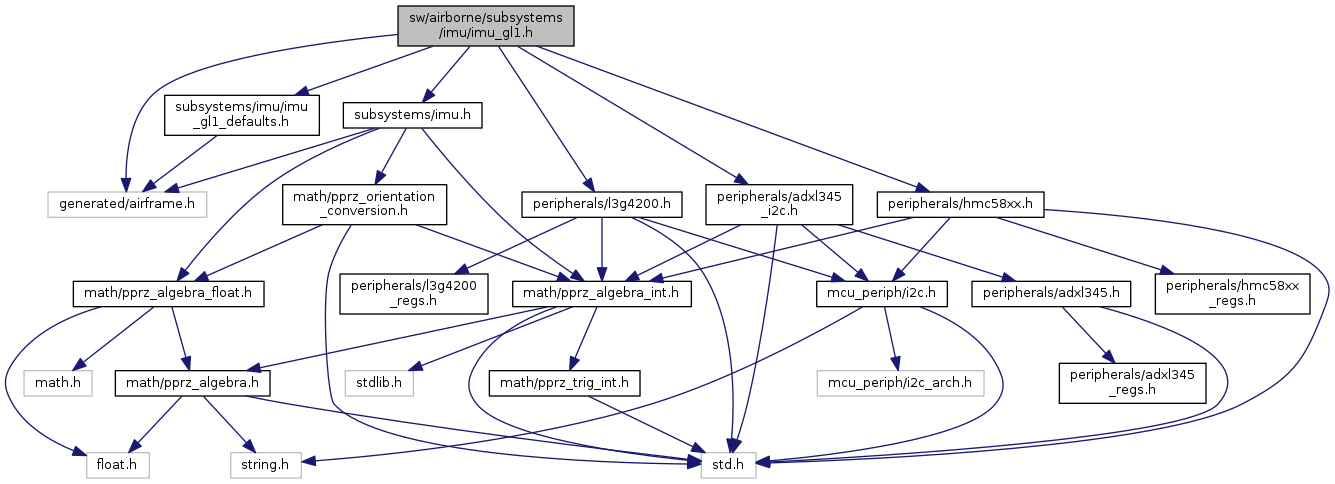 sw/airborne/subsystems
/imu/imu_gl1.h
subsystems/imu/imu
_gl1_defaults.h
subsystems/imu.h
generated/airframe.h
math/pprz_orientation
_conversion.h
peripherals/l3g4200.h
peripherals/adxl345
_i2c.h
peripherals/hmc58xx.h
math/pprz_algebra_float.h
peripherals/l3g4200
_regs.h
math/pprz_algebra_int.h
mcu_periph/i2c.h
peripherals/adxl345.h
peripherals/hmc58xx
_regs.h
math.h
math/pprz_algebra.h
stdlib.h
math/pprz_trig_int.h
mcu_periph/i2c_arch.h
peripherals/adxl345
_regs.h
float.h
string.h
std.h